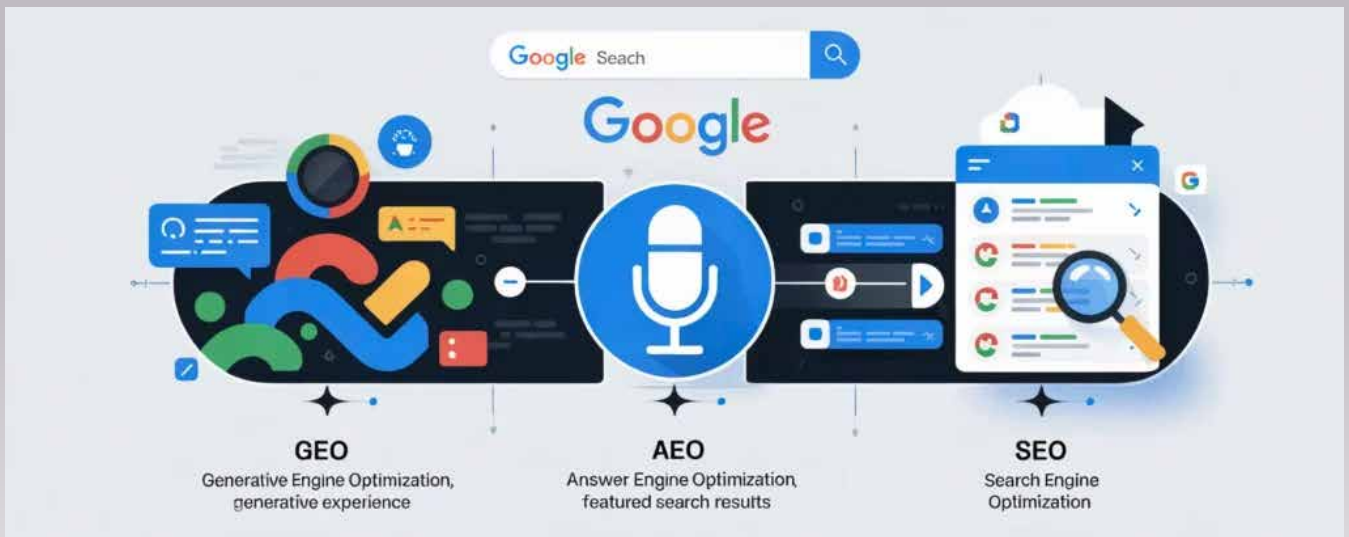 Google Seach
Google
G
GEO
Generative Engine Optimization,
generative experience
AEO
Answer Engine Optimization,
featured search results
SEO
Search Engine
Optimization